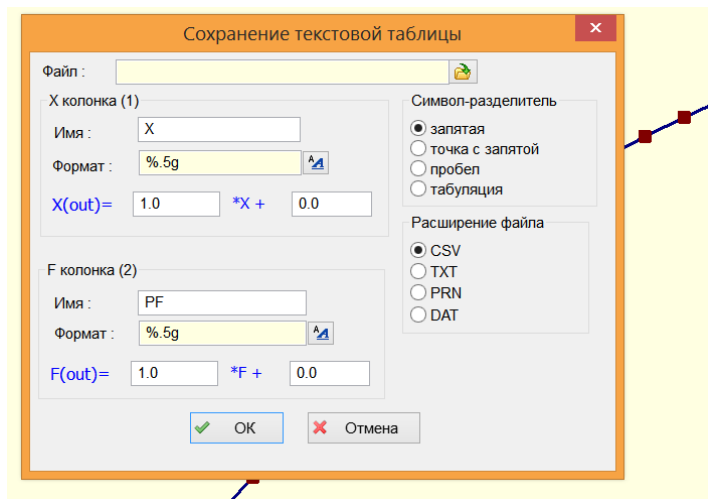 Сохранение текстовой таблицы
Файл :
X колонка (1)
Имя : X
Формат : %.5g
X(out)= 1.0 *X + 0.0
F колонка (2)
Имя : PF
Формат : %.5g
F(out)= 1.0 *F + 0.0
Символ-разделитель
запятая
точка с запятой
пробел
табуляция
Расширение файла
CSV
TXT
PRN
DAT
OK
Отмена